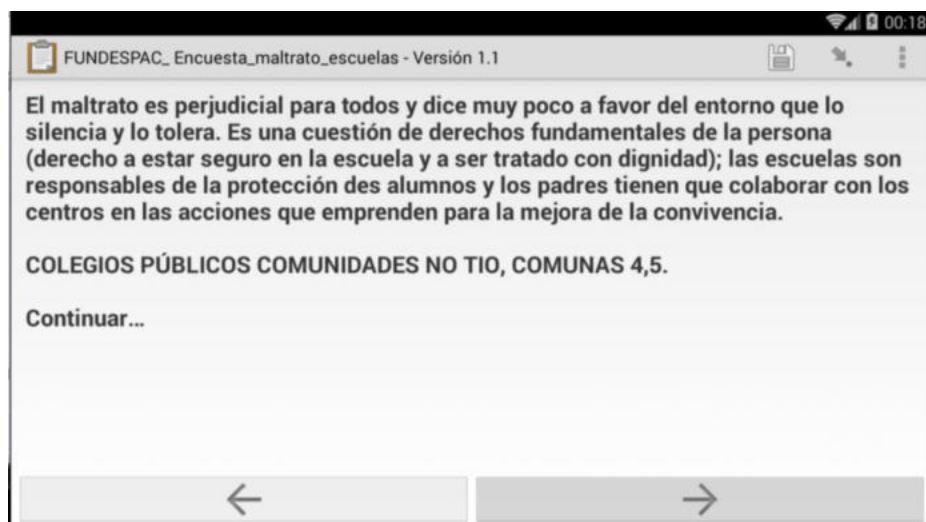 00:18
FUNDESPAC_ Encuesta_maltrato_escuelas - Versión 1.1
El maltrato es perjudicial para todos y dice muy poco a favor del entorno que lo
silencia y lo tolera. Es una cuestión de derechos fundamentales de la persona
(derecho a estar seguro en la escuela y a ser tratado con dignidad); las escuelas son
responsables de la protección des alumnos y los padres tienen que colaborar con los
centros en las acciones que emprenden para la mejora de la convivencia.
COLEGIOS PÚBLICOS COMUNIDADES NO TIO, COMUNAS 4,5.
Continuar...